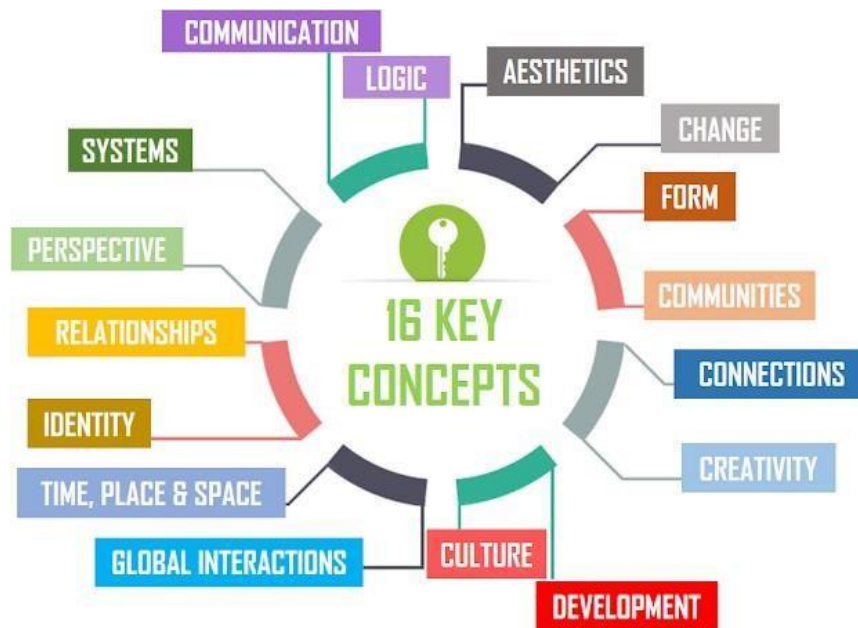 COMMUNICATION
LOGIC
AESTHETICS
CHANGE
SYSTEMS
FORM
PERSPECTIVE
COMMUNITIES
16 KEY
CONCEPTS
RELATIONSHIPS
CONNECTIONS
IDENTITY
CREATIVITY
TIME, PLACE & SPACE
GLOBAL INTERACTIONS
CULTURE
DEVELOPMENT